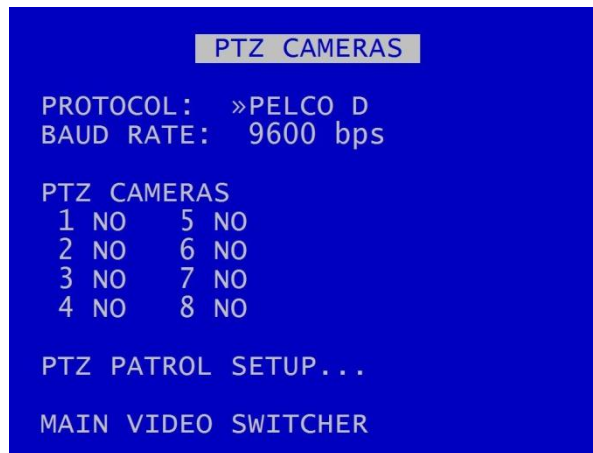 PTZ CAMERAS
PROTOCOL: »PELCO D
BAUD RATE: 9600 bps
PTZ CAMERAS
1 NO 5 NO
2 NO 6 NO
3 NO 7 NO
4 NO 8 NO
PTZ PATROL SETUP...
MAIN VIDEO SWITCHER